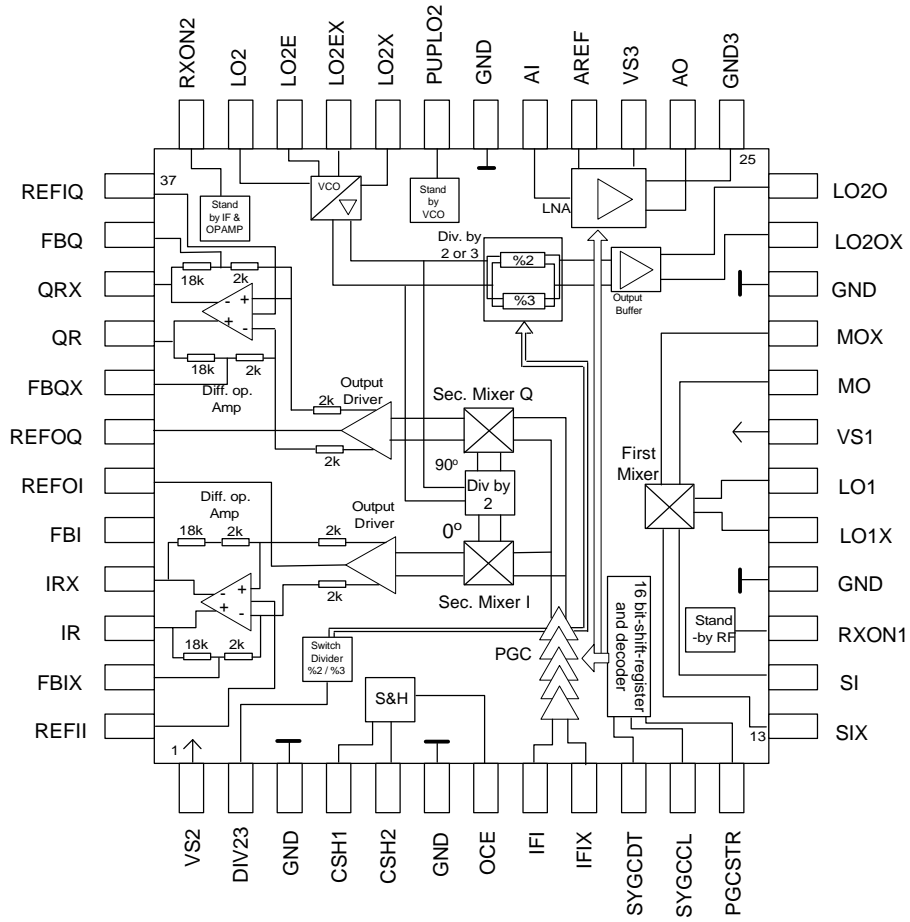 RXON2
LO2
LO2E
LO2EX
LO2X
PUPLO2
GND
AI
AREF
VS3
AO
GND3
37
25
REFIQ
FBQ
QRX
QR
FBQX
REFOQ
REFOI
FBI
IRX
IR
FBIX
REFII
LO2O
LO2OX
GND
MOX
MO
VS1
LO1
LO1X
GND
RXON1
SI
SIX
Stand
by IF &
OPAMP
VCO
Stand
by
VCO
LNA
Div. by
2 or 3
%2
%3
Output
Buffer
18k
2k
-
+
+
-
18k
2k
Diff. op.
Amp
Output
Driver
2k
2k
Sec. Mixer Q
90º
Div by
2
0º
Sec. Mixer I
First
Mixer
Diff. op.
Amp
18k
2k
Output
Driver
2k
2k
-
+
+
-
18k
2k
Switch
Divider
%2 / %3
PGC
16 bit-shift-register
and decoder
Stand
-by RF
S&H
1
13
VS2
DIV23
GND
CSH1
CSH2
GND
OCE
IFI
IFIX
SYGCDT
SYGCCL
PGCSTR